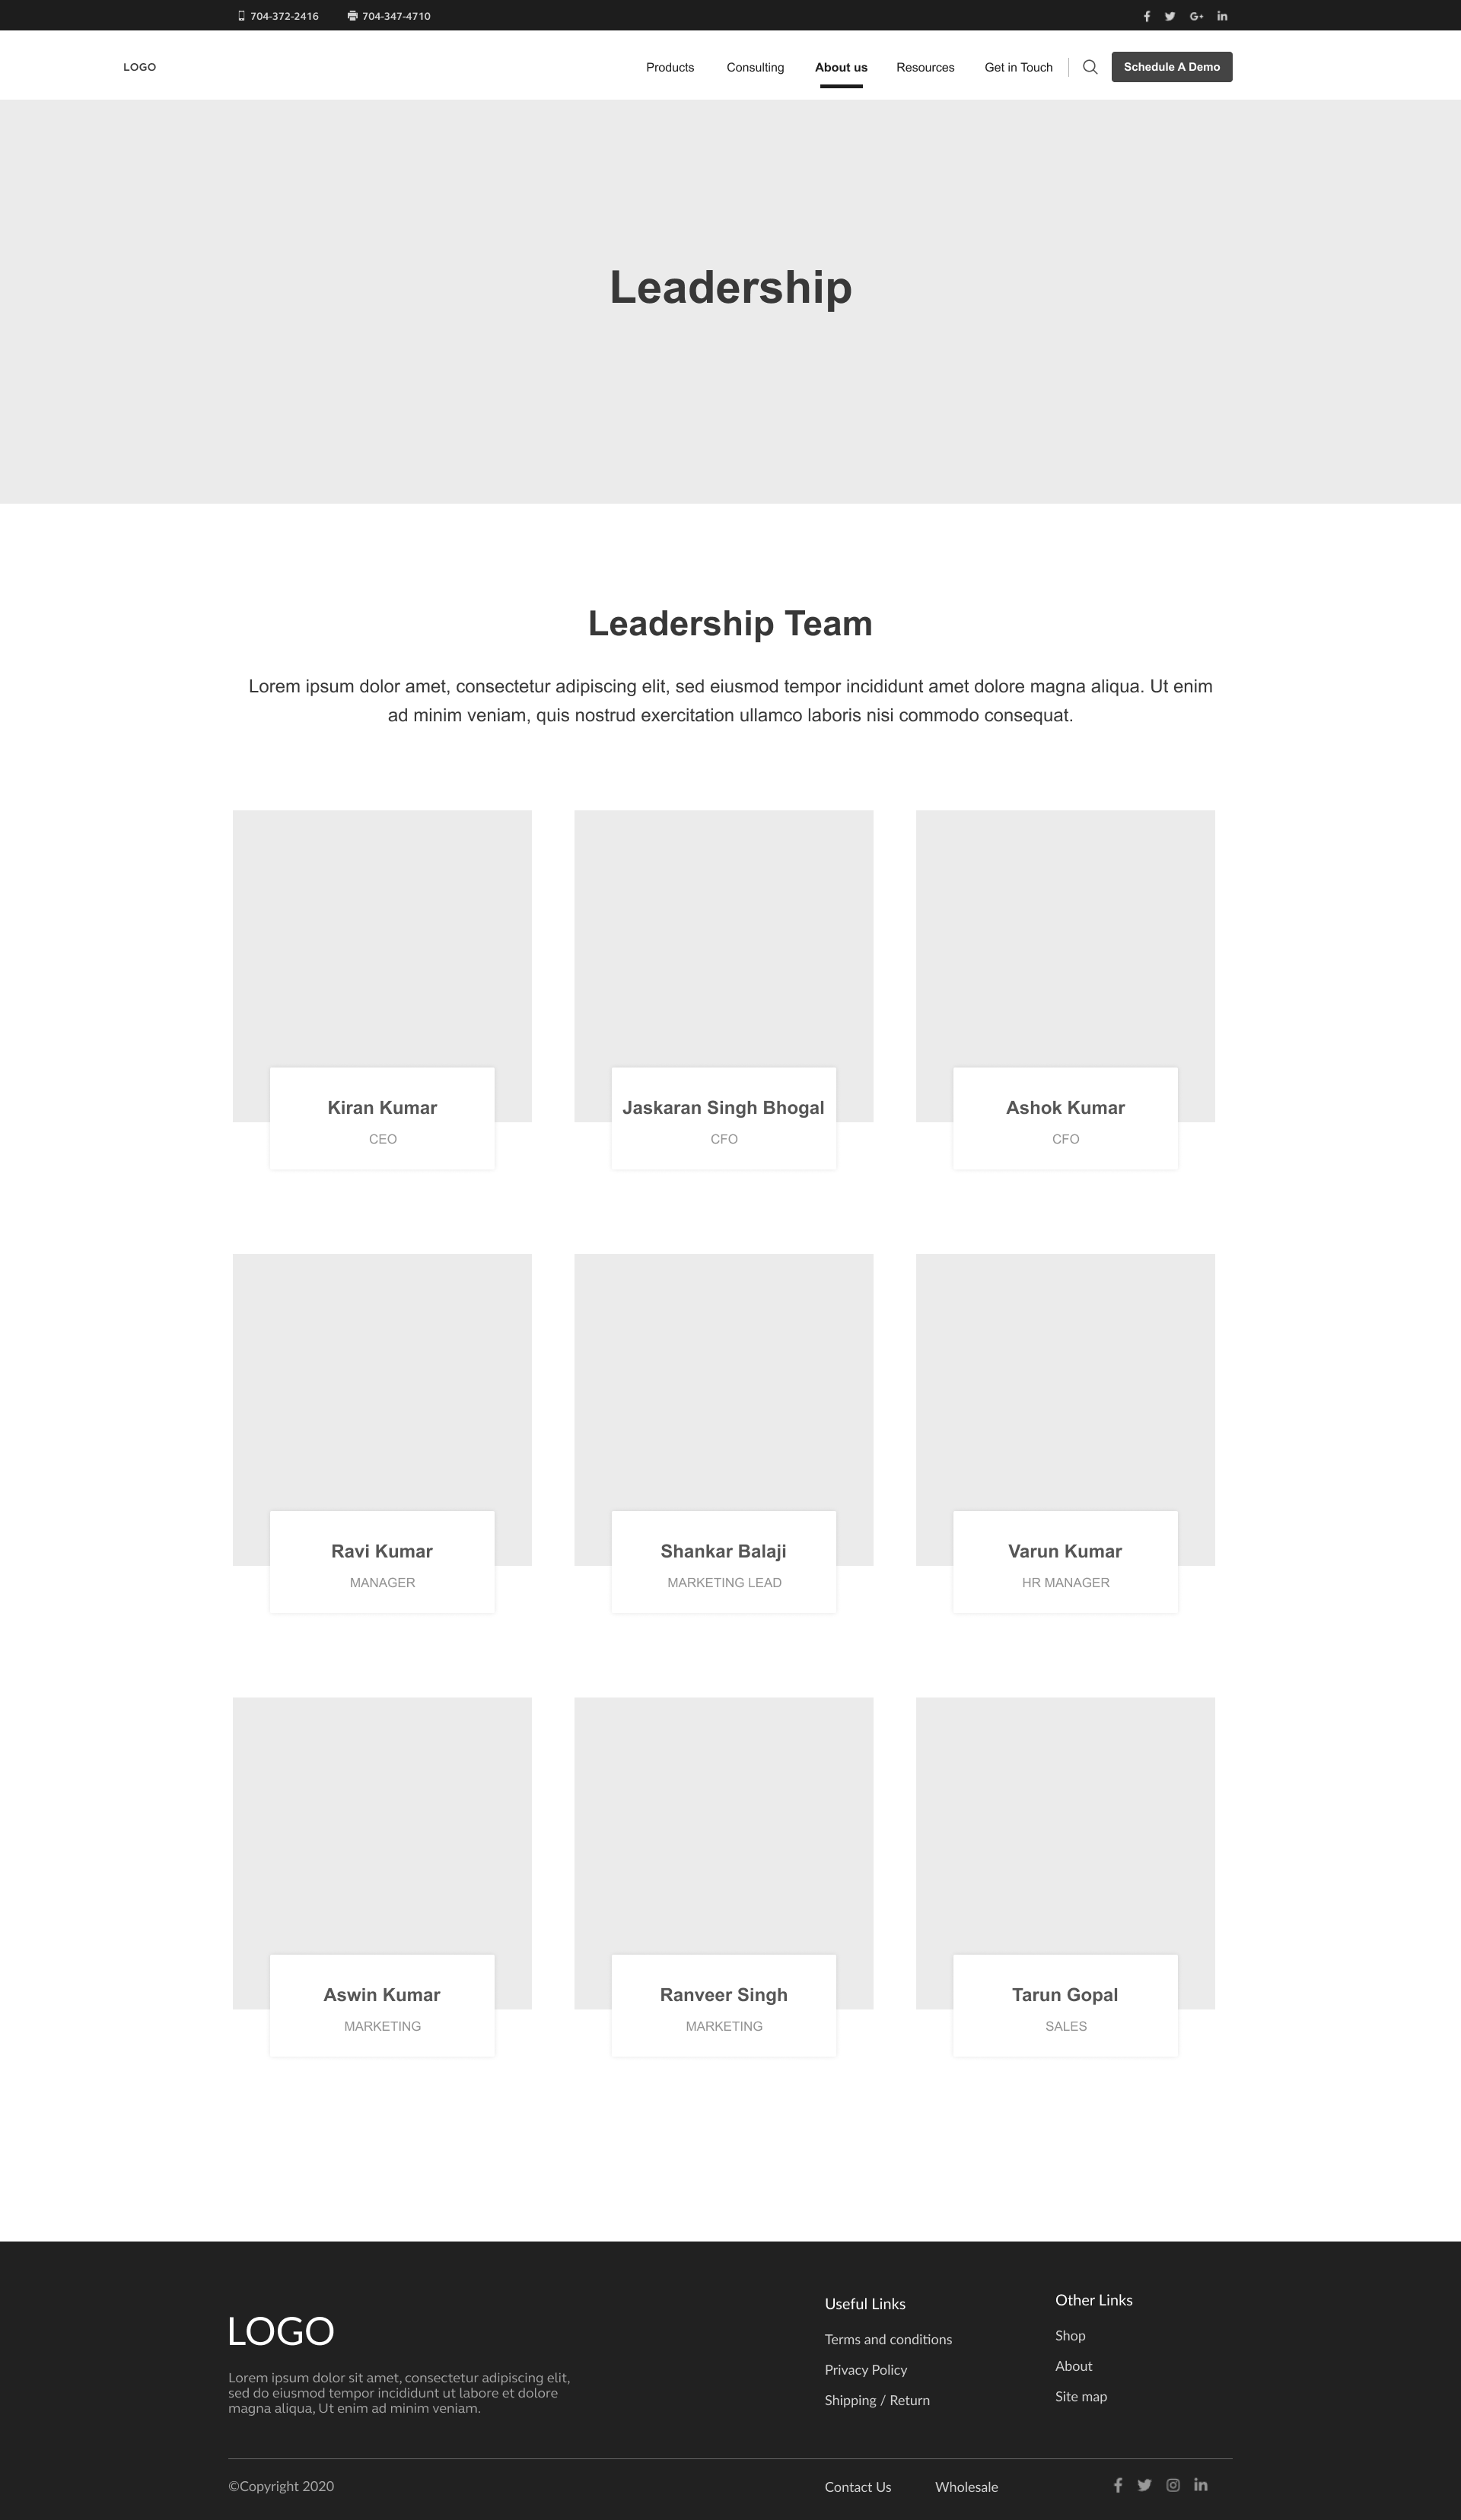 704-372-2416 704-347-4710
LOGO Products Consulting About us Resources Get in Touch Schedule A Demo
Leadership
Leadership Team
Lorem ipsum dolor amet, consectetur adipiscing elit, sed eiusmod tempor incididunt amet dolore magna aliqua. Ut enim
ad minim veniam, quis nostrud exercitation ullamco laboris nisi commodo consequat.
Kiran Kumar
CEO
Jaskaran Singh Bhogal
CFO
Ashok Kumar
CFO
Ravi Kumar
MANAGER
Shankar Balaji
MARKETING LEAD
Varun Kumar
HR MANAGER
Aswin Kumar
MARKETING
Ranveer Singh
MARKETING
Tarun Gopal
SALES
LOGO
Lorem ipsum dolor sit amet, consectetur adipiscing elit,
sed do eiusmod tempor incididunt ut labore et dolore
magna aliqua, Ut enim ad minim veniam.
Useful Links
Terms and conditions
Privacy Policy
Shipping / Return
Other Links
Shop
About
Site map
©Copyright 2020
Contact Us Wholesale